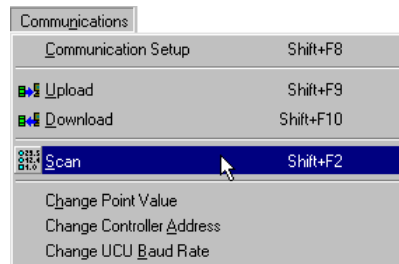 Communications
Communication Setup Shift+F8
Upload Shift+F9
Download Shift+F10
Scan Shift+F2
Change Point Value
Change Controller Address
Change UCU Baud Rate